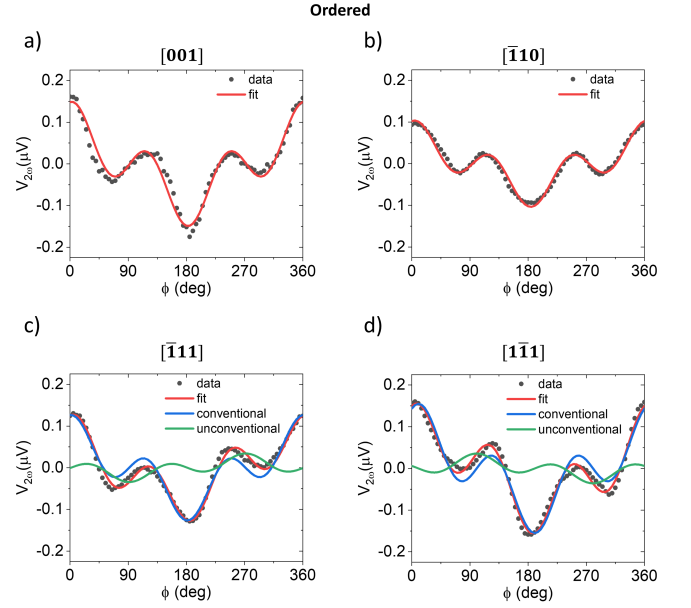 Ordered
a)
[001]
0.2
0.1
0.0
-0.1
-0.2
V2ω(μV)
data
fit
0
90
180
270
360
ϕ (deg)
b)
[1̅10]
0.2
0.1
0.0
-0.1
-0.2
V2ω(μV)
data
fit
0
90
180
270
360
ϕ (deg)
c)
[1̅11]
0.2
0.1
0.0
-0.1
-0.2
V2ω(μV)
data
fit
conventional
unconventional
0
90
180
270
360
ϕ (deg)
d)
[11̅1]
0.2
0.1
0.0
-0.1
-0.2
V2ω(μV)
data
fit
conventional
unconventional
0
90
180
270
360
ϕ (deg)